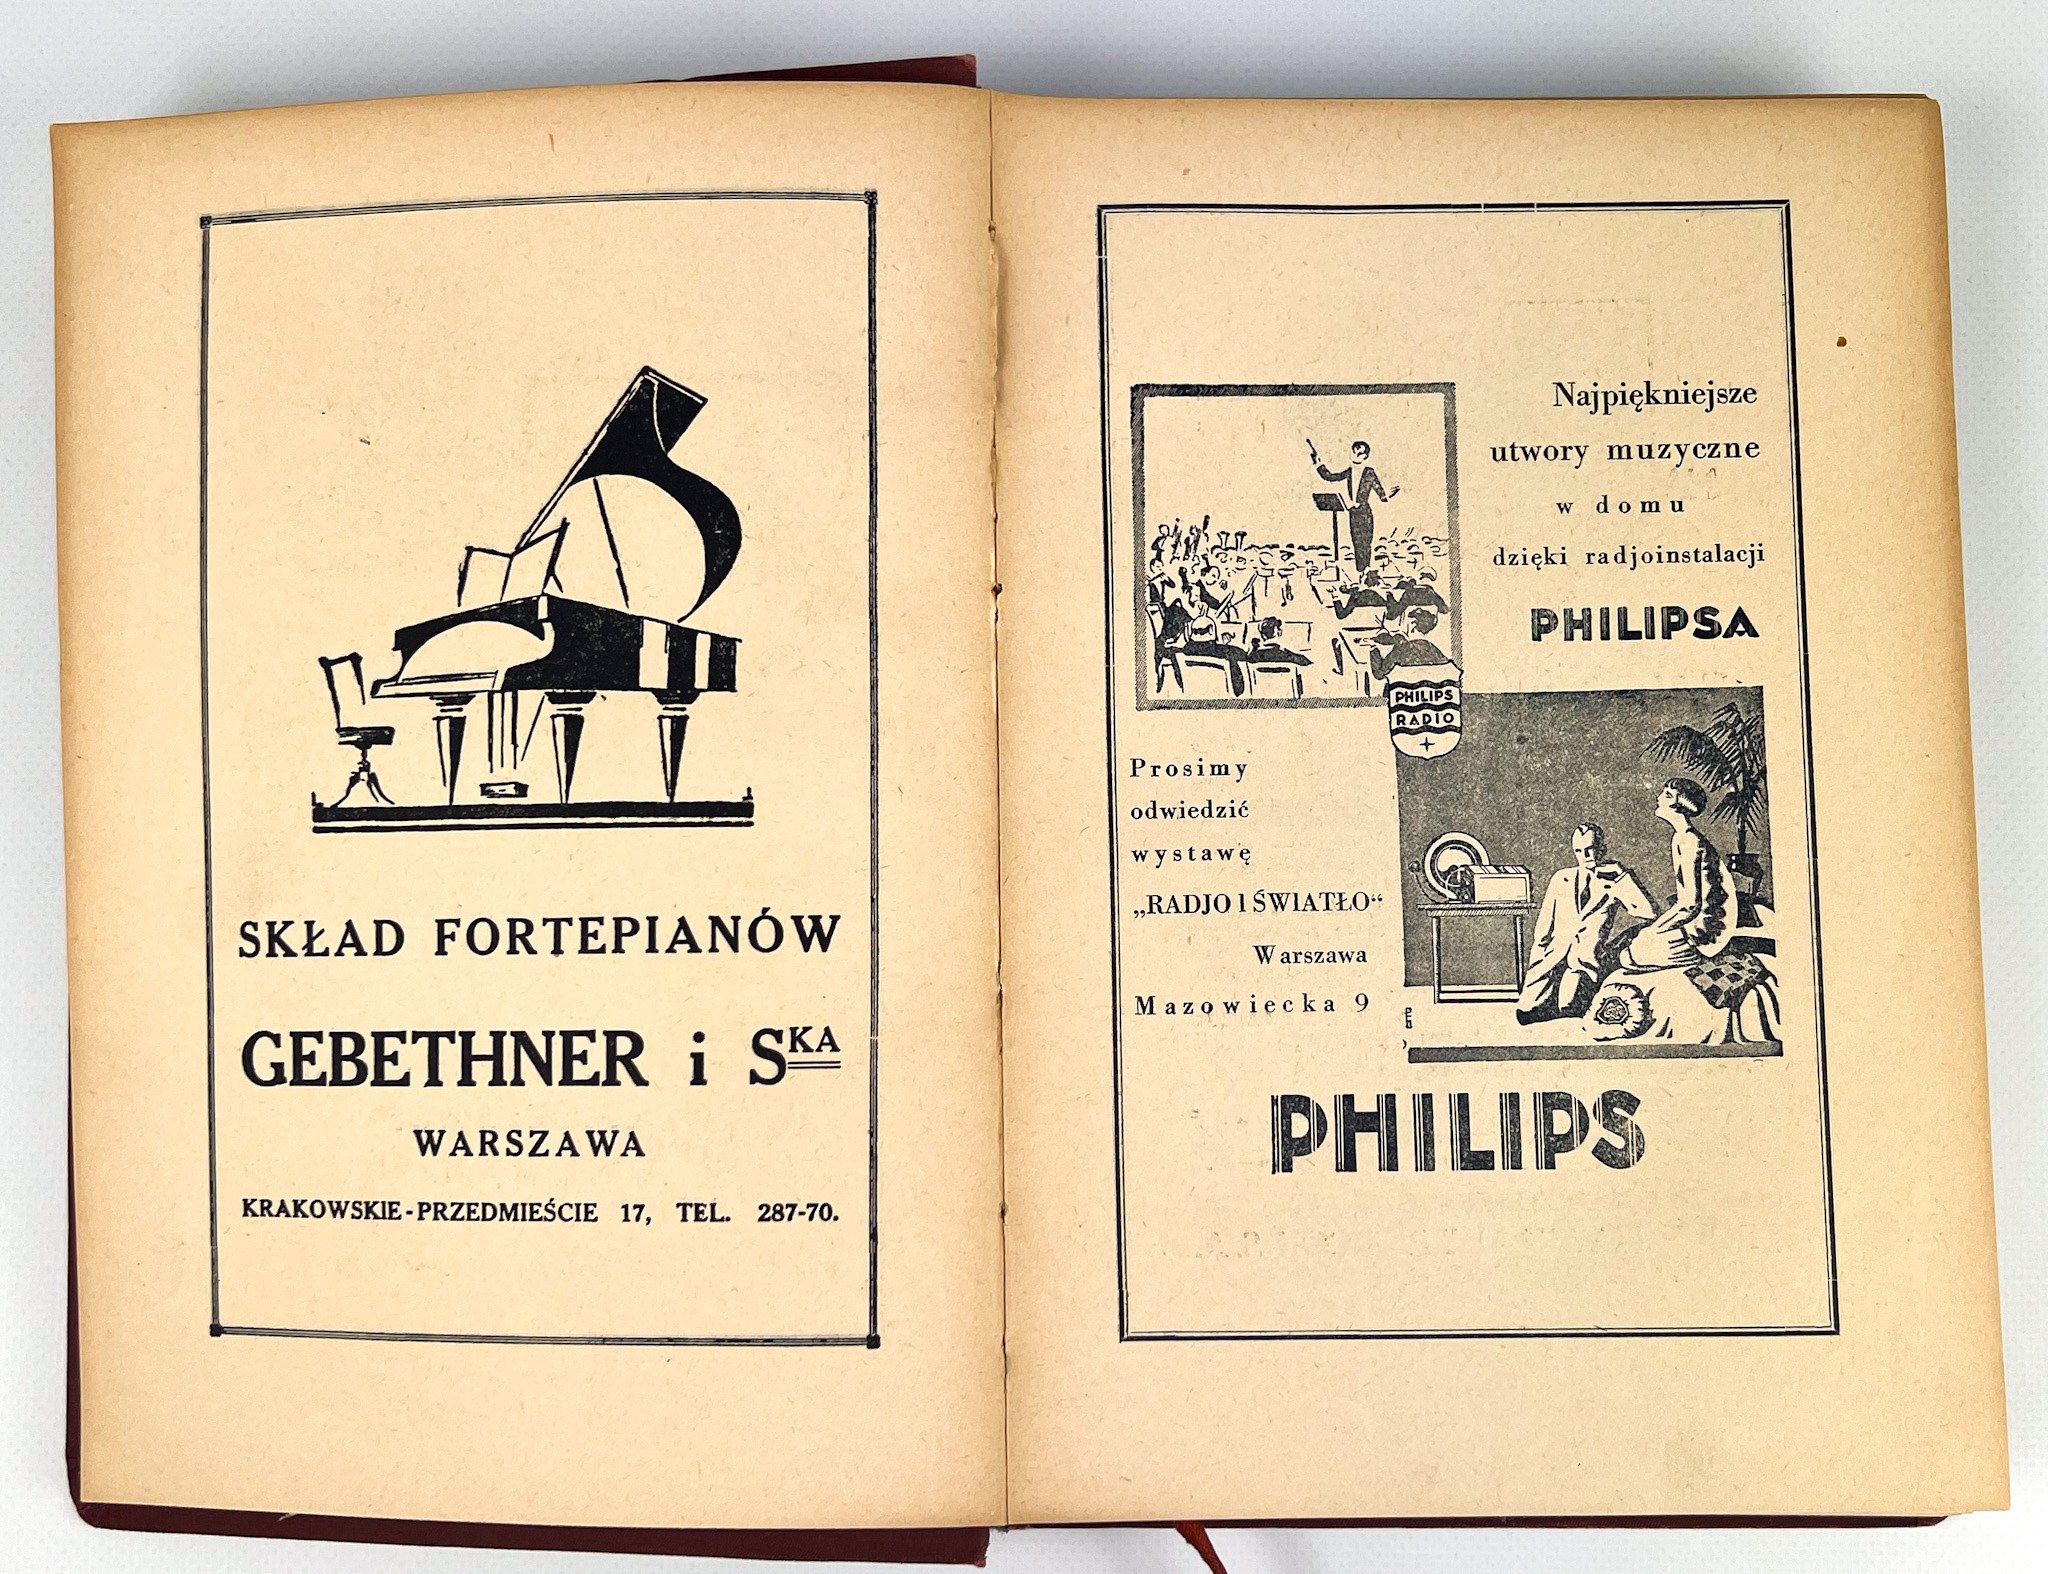 SKŁAD FORTEPIANÓW
GEBETHNER i SKA
WARSZAWA
KRAKOWSKIE-PRZEDMIEŚCIE 17, TEL. 287-70.
Najpiękniejsze
utwory muzyczne
w domu
dzięki radjoinstalacji
PHILIPSA
PHILIPS
RADIO
Prosimy
odwiedzić
wystawę
„RADJO I ŚWIATŁO“
Warszawa
Mazowiecka 9
PHILIPS